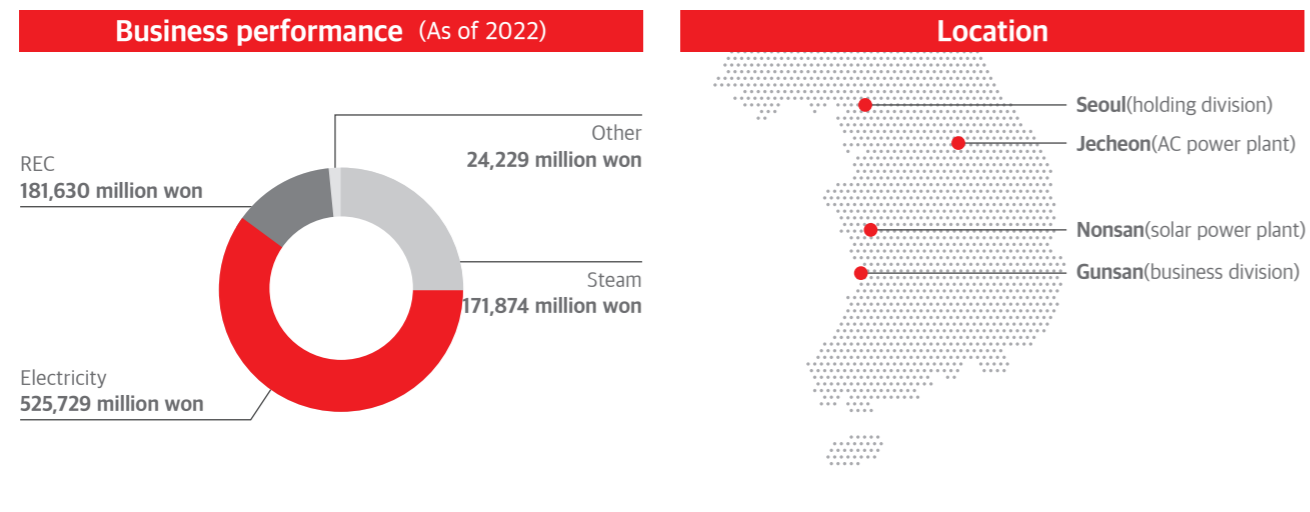 Business performance (As of 2022)
Other
24,229 million won
REC
181,630 million won
Steam
171,874 million won
Electricity
525,729 million won
Location
Seoul(holding division)
Jecheon(AC power plant)
Nonsan(solar power plant)
Gunsan(business division)